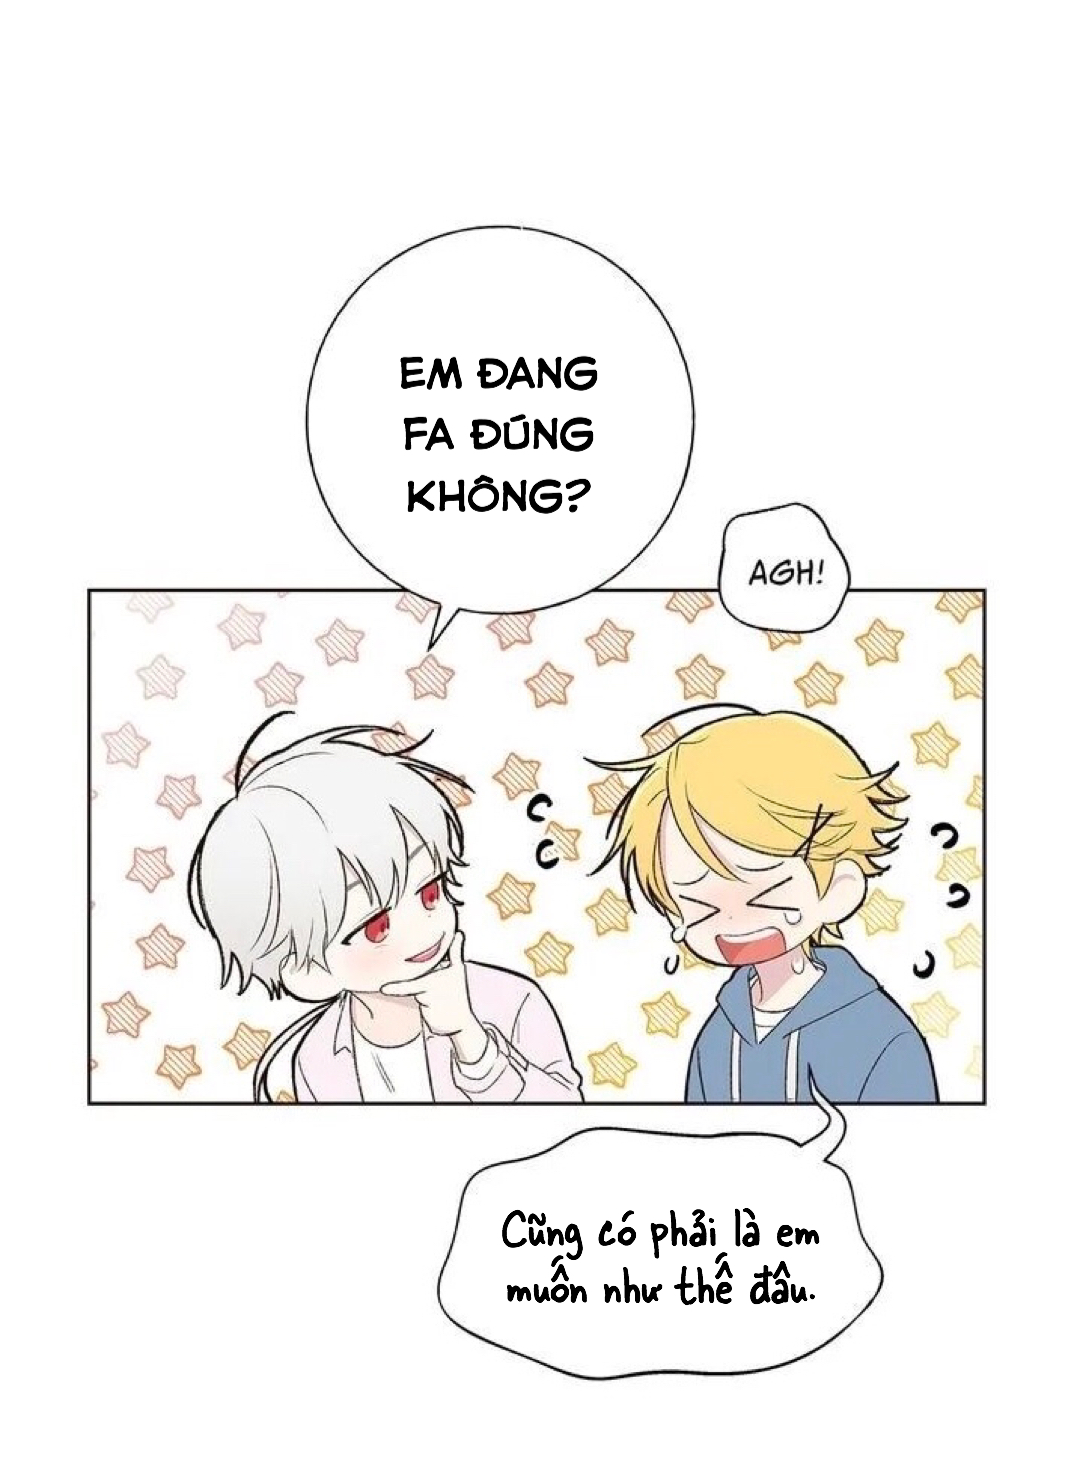 EM ĐANG
FA ĐÚNG
KHÔNG?
AGH!
Cũng có phải là em
muốn như thế đâu.